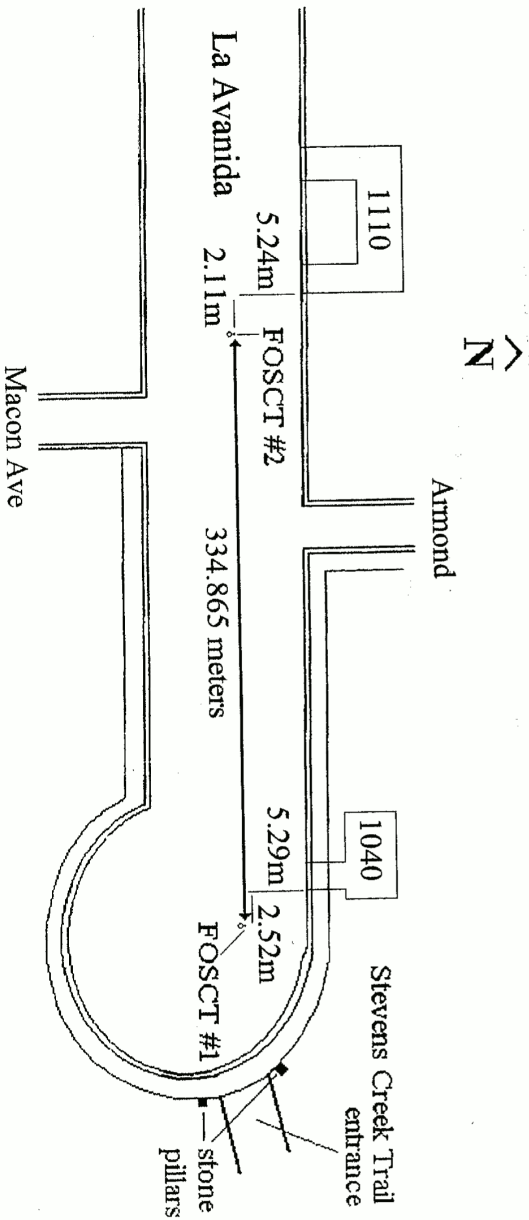 ^
N
1110
Armond
1040
Stevens Creek Trail
entrance
5.24m
2.11m
FOSCT #2
La Avanida
334.865 meters
5.29m
2.52m
FOSCT #1
stone
pillars
Macon Ave